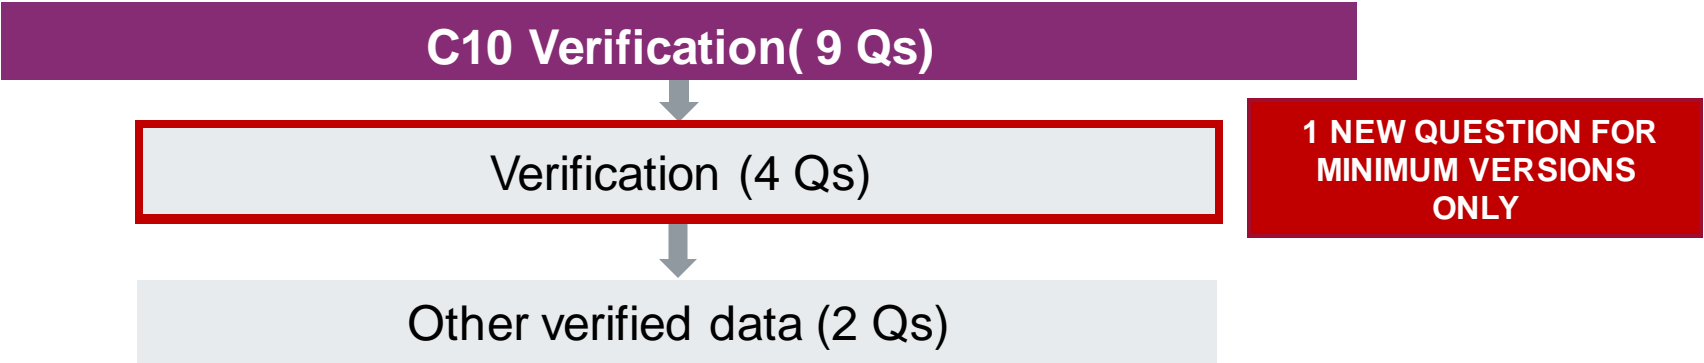 C10 Verification( 9 Qs)
Verification (4 Qs)
1 NEW QUESTION FOR
MINIMUM VERSIONS
ONLY
Other verified data (2 Qs)